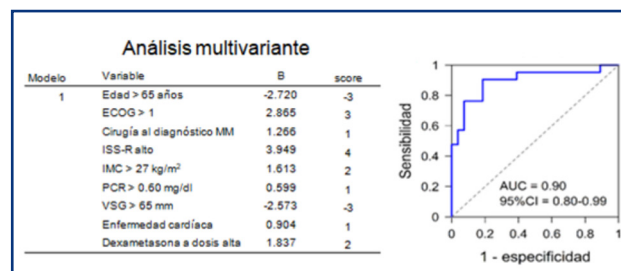 Análisis multivariante
Modelo Variable B score
1 Edad > 65 años -2.720 -3
ECOG > 1 2.865 3
Cirugía al diagnóstico MM 1.266 1
ISS-R alto 3.949 4
IMC > 27 kg/m² 1.613 2
PCR > 0.60 mg/dl 0.599 1
VSG > 65 mm -2.573 -3
Enfermedad cardíaca 0.904 1
Dexametasona a dosis alta 1.837 2
Sensibilidad
1
0.8
0.6
0.4
0.2
0
AUC = 0.90
95%CI = 0.80-0.99
0 0.2 0.4 0.6 0.8 1
1 - especificidad